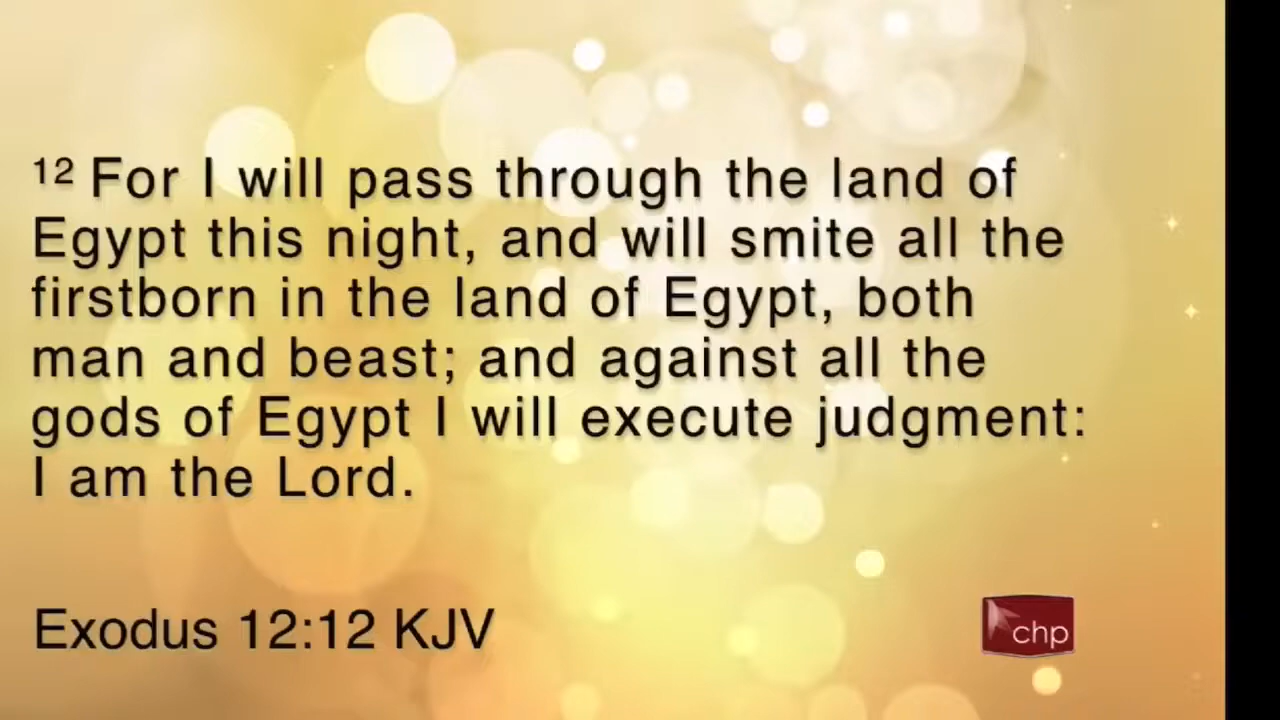 12 For I will pass through the land of
Egypt this night, and will smite all the
firstborn in the land of Egypt, both
man and beast; and against all the
gods of Egypt I will execute judgment:
I am the Lord.
Exodus 12:12 KJV
chp